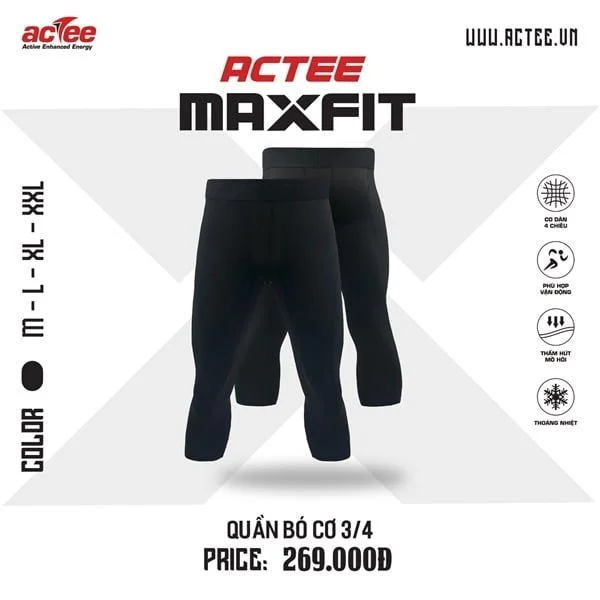 actee
Active Enhanced Energy
WWW.ACTEE.VN
ACTEE
MAXFIT
COLOR
M - L - XL - XXL
CO DÃN
4 CHIỀU
PHÙ HỢP
VẬN ĐỘNG
THẤM HÚT
MỒ HÔI
THOÁNG NHIỆT
QUẦN BÓ CƠ 3/4
PRICE: 269.000Đ